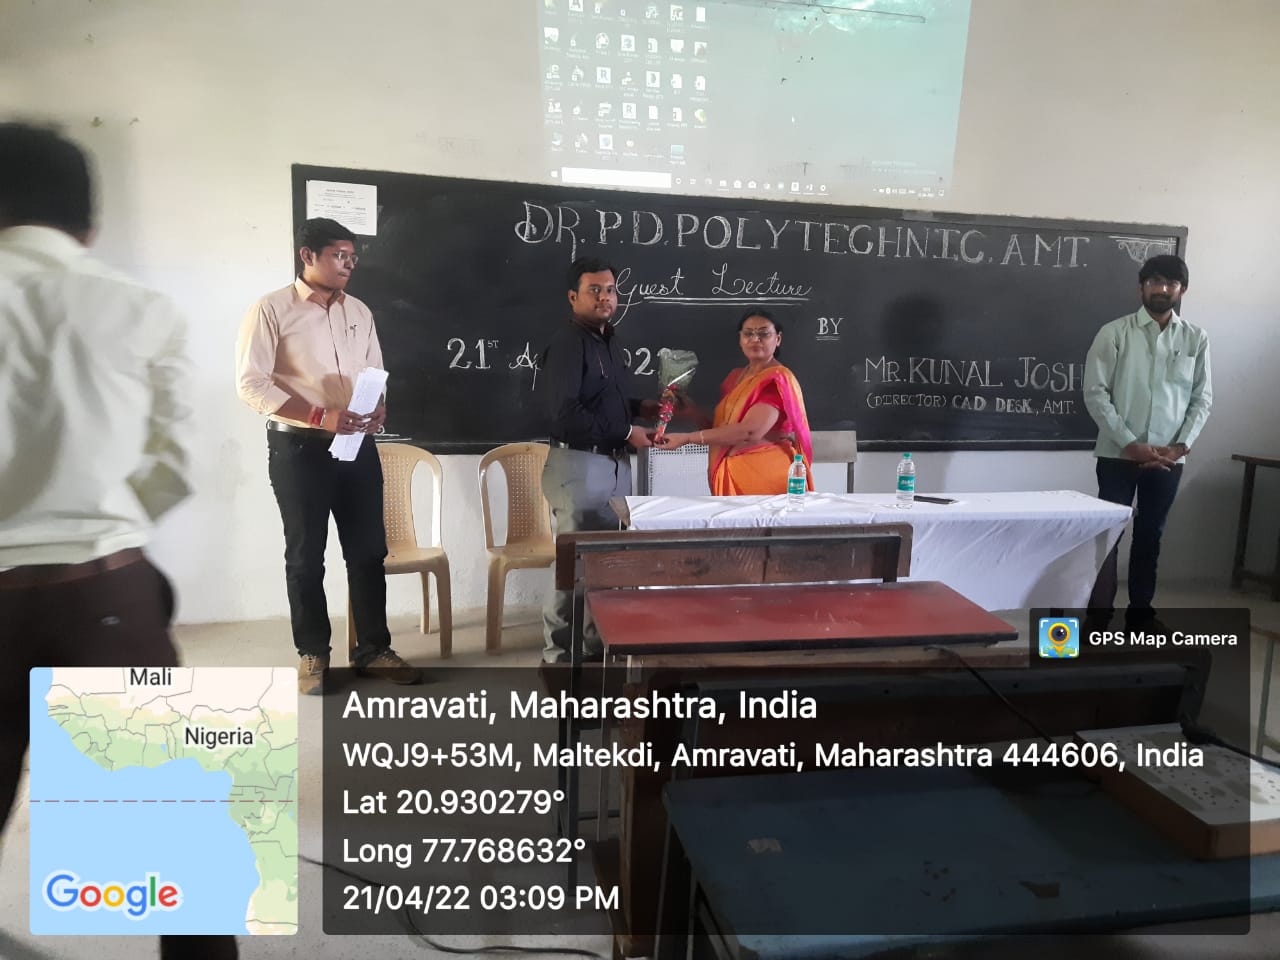 DR. P.D. POLYTECHNIC. AMT.
Guest Lecture
BY
21ST
MR. KUNAL JOSH
(DIRECTOR) CAD DESK, AMT.
GPS Map Camera
Mali
Nigeria
Google
Amravati, Maharashtra, India
WQJ9+53M, Maltekdi, Amravati, Maharashtra 444606, India
Lat 20.930279°
Long 77.768632°
21/04/22 03:09 PM